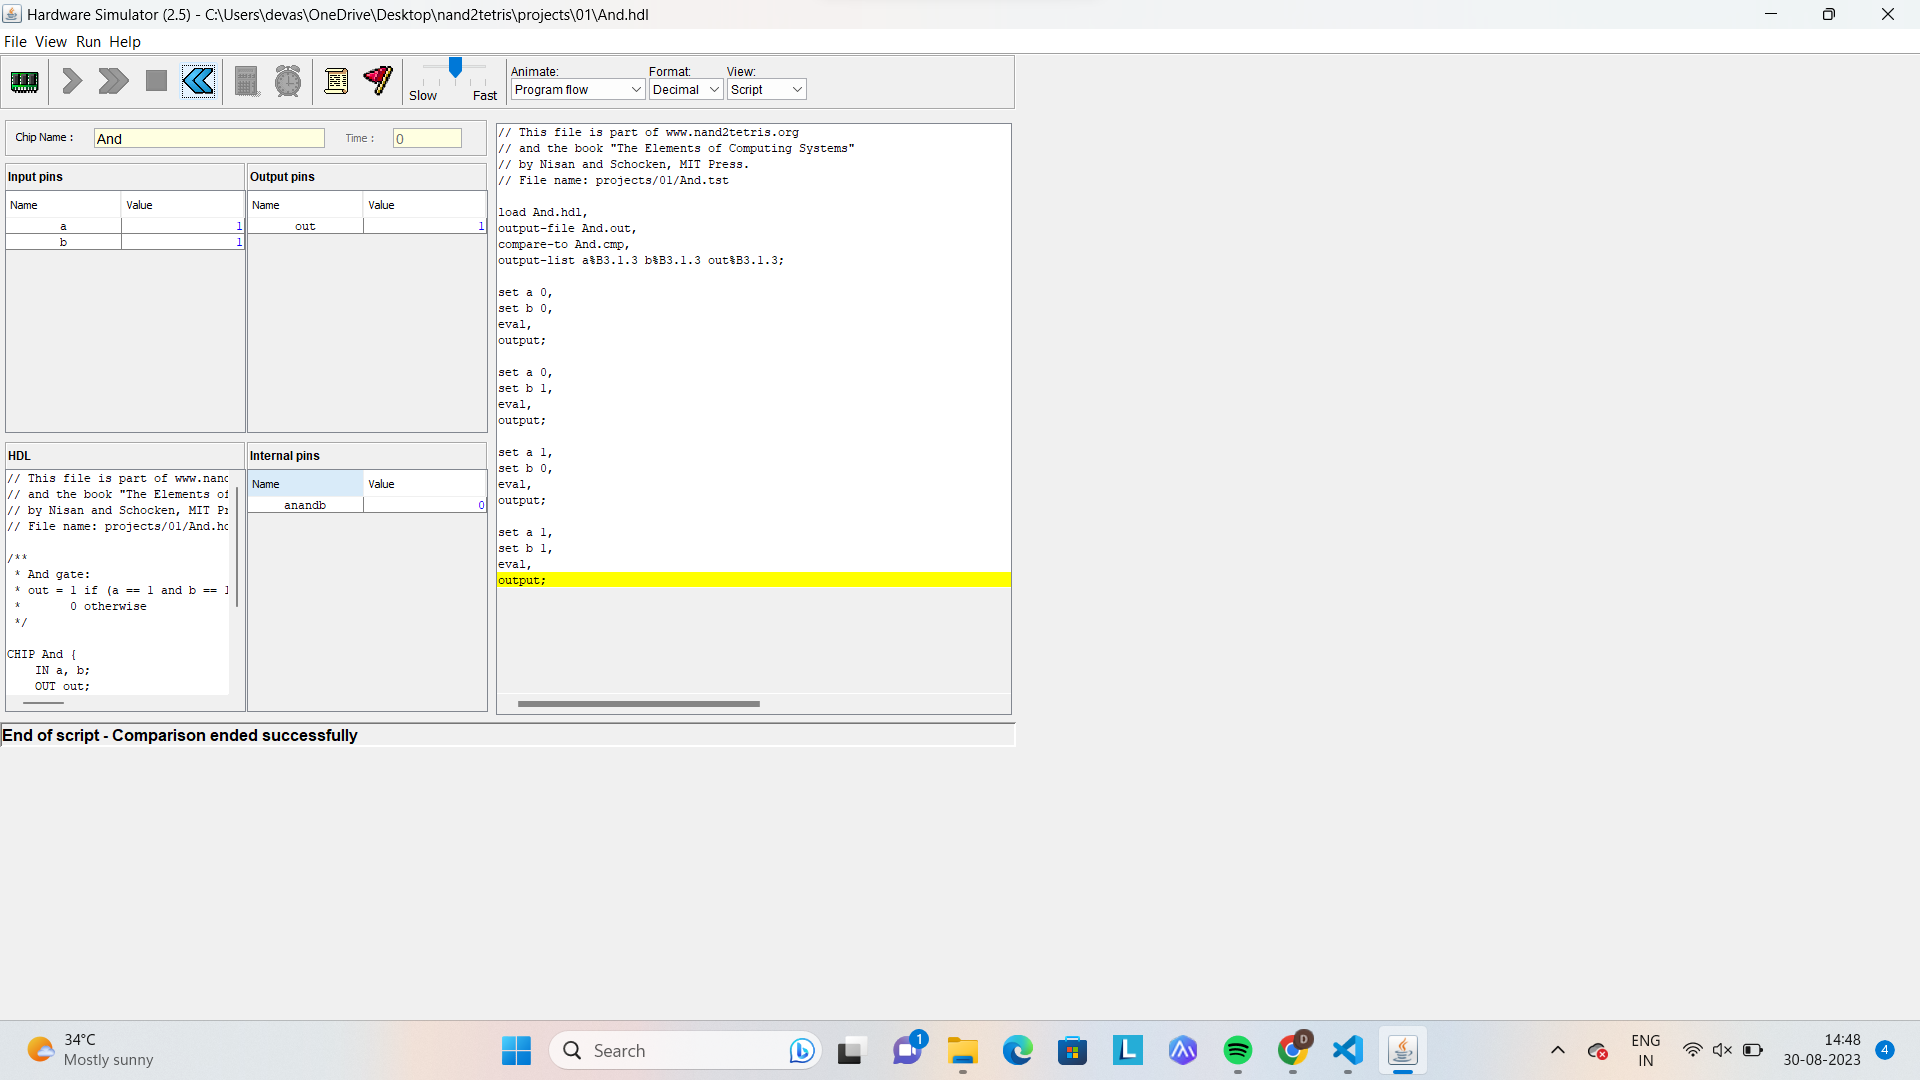 Hardware Simulator (2.5) - C:\Users\devas\OneDrive\Desktop\nand2tetris\projects\01\And.hdl
File View Run Help
Slow Fast
Animate: Format: View:
Program flow Decimal Script
Chip Name : And Time : 0
Input pins
Name Value
a 1
b 1
Output pins
Name Value
out 1
HDL
// This file is part of www.nand
// and the book "The Elements of
// by Nisan and Schocken, MIT Pr
// File name: projects/01/And.hd
/**
* And gate:
* out = 1 if (a == 1 and b == 1
* 0 otherwise
*/
CHIP And {
IN a, b;
OUT out;
Internal pins
Name Value
anandb 0
// This file is part of www.nand2tetris.org
// and the book "The Elements of Computing Systems"
// by Nisan and Schocken, MIT Press.
// File name: projects/01/And.tst
load And.hdl,
output-file And.out,
compare-to And.cmp,
output-list a%B3.1.3 b%B3.1.3 out%B3.1.3;
set a 0,
set b 0,
eval,
output;
set a 0,
set b 1,
eval,
output;
set a 1,
set b 0,
eval,
output;
set a 1,
set b 1,
eval,
output;
End of script - Comparison ended successfully
34°C
Mostly sunny
Search
1
L
D
ENG
IN
14:48
30-08-2023
4